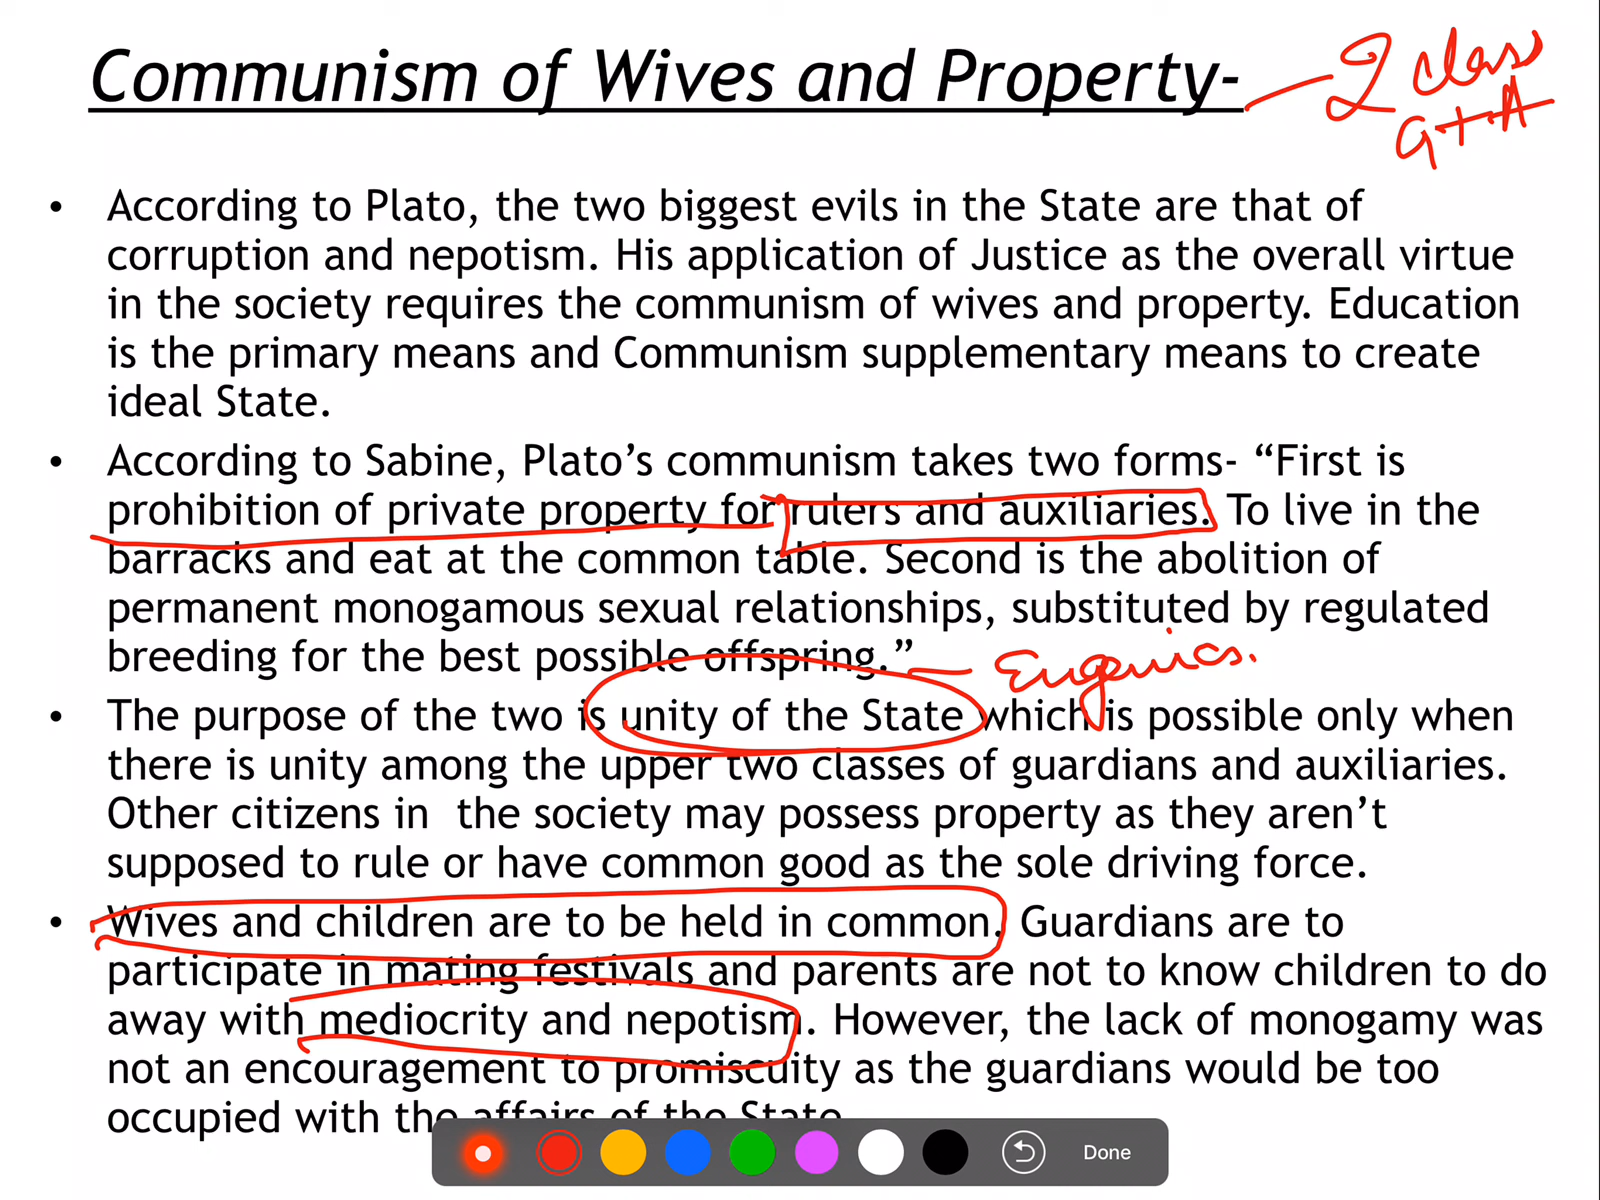 Communism of Wives and Property-
2 class
G+A
• According to Plato, the two biggest evils in the State are that of
corruption and nepotism. His application of Justice as the overall virtue
in the society requires the communism of wives and property. Education
is the primary means and Communism supplementary means to create
ideal State.
• According to Sabine, Plato’s communism takes two forms- “First is
prohibition of private property for rulers and auxiliaries. To live in the
barracks and eat at the common table. Second is the abolition of
permanent monogamous sexual relationships, substituted by regulated
breeding for the best possible offspring.”
Eugenics.
• The purpose of the two is unity of the State which is possible only when
there is unity among the upper two classes of guardians and auxiliaries.
Other citizens in the society may possess property as they aren’t
supposed to rule or have common good as the sole driving force.
• Wives and children are to be held in common. Guardians are to
participate in mating festivals and parents are not to know children to do
away with mediocrity and nepotism. However, the lack of monogamy was
not an encouragement to promiscuity as the guardians would be too
occupied with the affairs of the State
Done